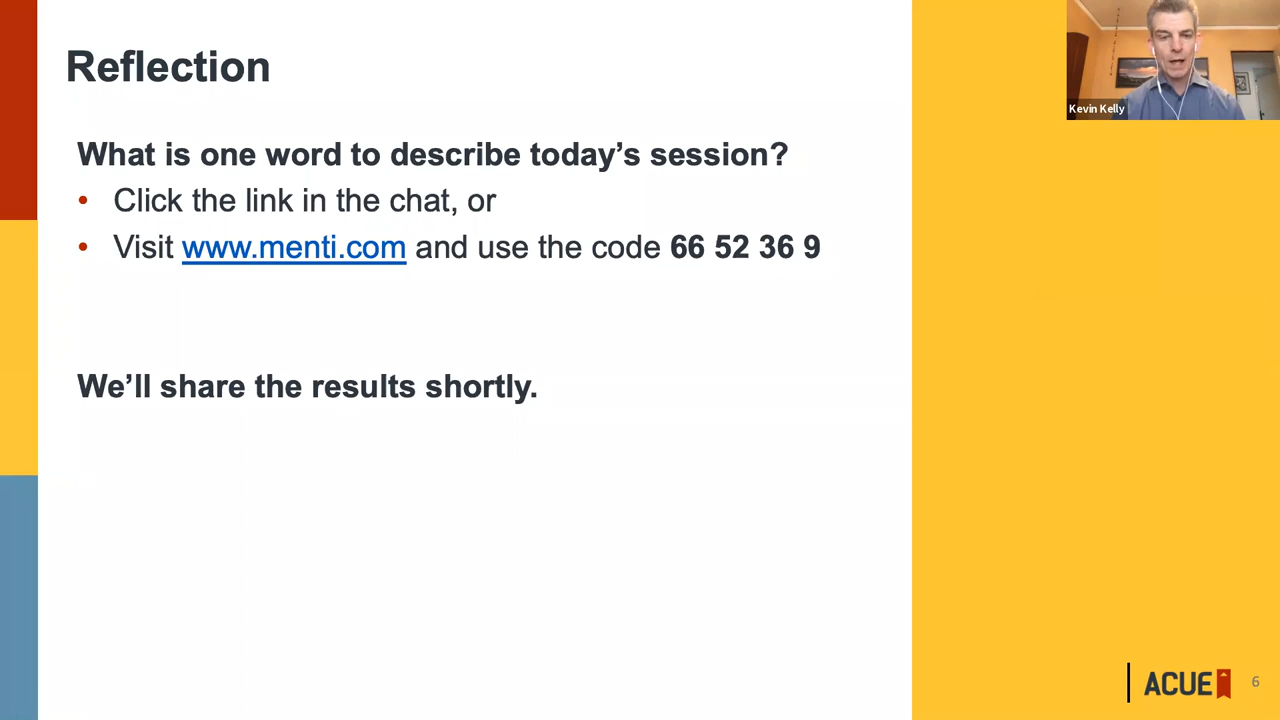 Reflection
Kevin Kelly
What is one word to describe today’s session?
• Click the link in the chat, or
• Visit www.menti.com and use the code 66 52 36 9
We’ll share the results shortly.
ACUE
6